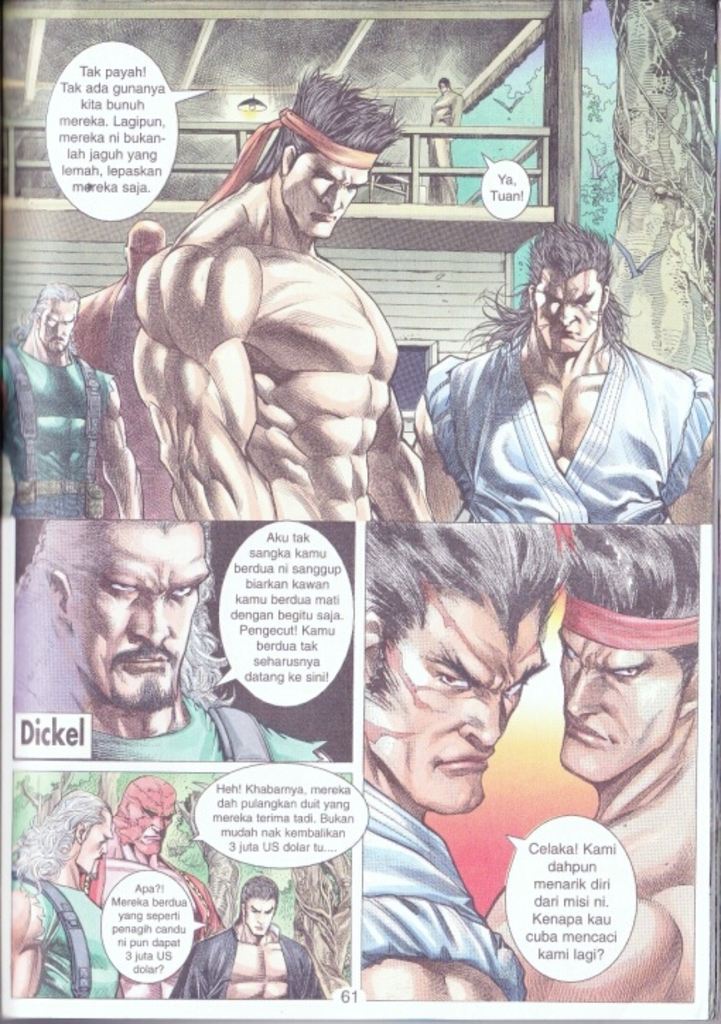 Tak payah!
Tak ada gunanya
kita bunuh
mereka. Lagipun,
mereka ni bukan-
lah jaguh yang
lemah, lepaskan
mereka saja.
Ya,
Tuan!
Aku tak
sangka kamu
berdua ni sanggup
biarkan kawan
kamu berdua mati
dengan begitu saja.
Pengecut! Kamu
berdua tak
seharusnya
datang ke sini!
Dickel
Heh! Khabarnya, mereka
dah pulangkan duit yang
mereka terima tadi. Bukan
mudah nak kembalikan
3 juta US dolar tu....
Apa?!
Mereka berdua
yang seperti
penagih candu
ni pun dapat
3 juta US
dolar?
Celaka! Kami
dahpun
menarik diri
dari misi ni.
Kenapa kau
cuba mencaci
kami lagi?
61